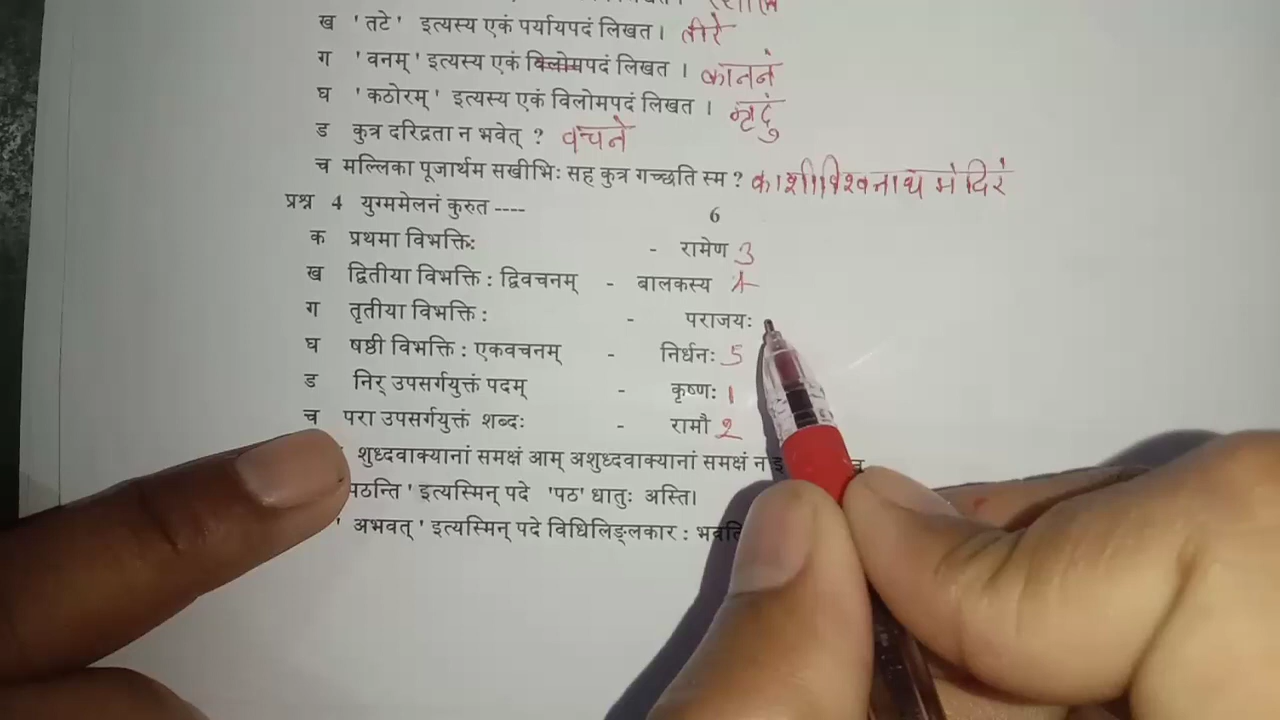 ख ' तटे ' इत्यस्य एकं पर्यायपदं लिखत । तीरे
ग ' वनम् ' इत्यस्य एकं विलोमपदं लिखत । काननं
घ ' कठोरम् ' इत्यस्य एकं विलोमपदं लिखत । मृदुं
ड कुत्र दरिद्रता न भवेत् ? वचने
च मल्लिका पूजार्थम सखीभिः सह कुत्र गच्छति स्म ? काशीविश्वनाथ मंदिरं
प्रश्न 4 युग्ममेलनं कुरुत ---- 6
क प्रथमा विभक्तिः - रामेण 3
ख द्वितीया विभक्ति : द्विवचनम् - बालकस्य 4
ग तृतीया विभक्ति : - पराजयः
घ षष्ठी विभक्ति : एकवचनम् - निर्धनः 5
ड निर् उपसर्गयुक्तं पदम् - कृष्णः 1
च परा उपसर्गयुक्तं शब्दः - रामौ 2
शुध्दवाक्यानां समक्षं आम् अशुध्दवाक्यानां समक्षं न
पठन्ति ' इत्यस्मिन् पदे 'पठ' धातुः अस्ति।
' अभवत् ' इत्यस्मिन् पदे विधिलिङ्लकार :